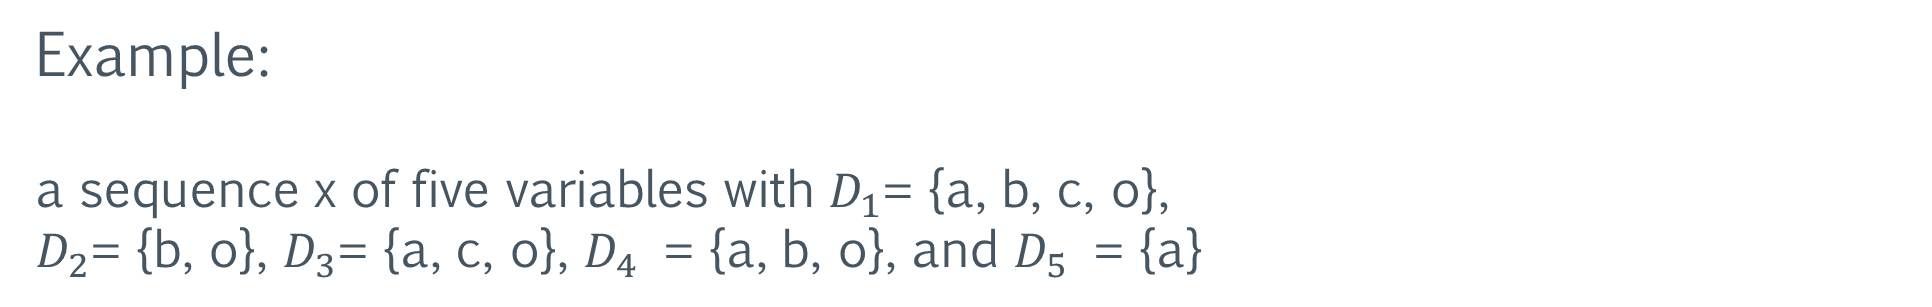 Example:
a sequence x of five variables with D₁= {a, b, c, o},
D₂= {b, o}, D₃= {a, c, o}, D₄ = {a, b, o}, and D₅ = {a}